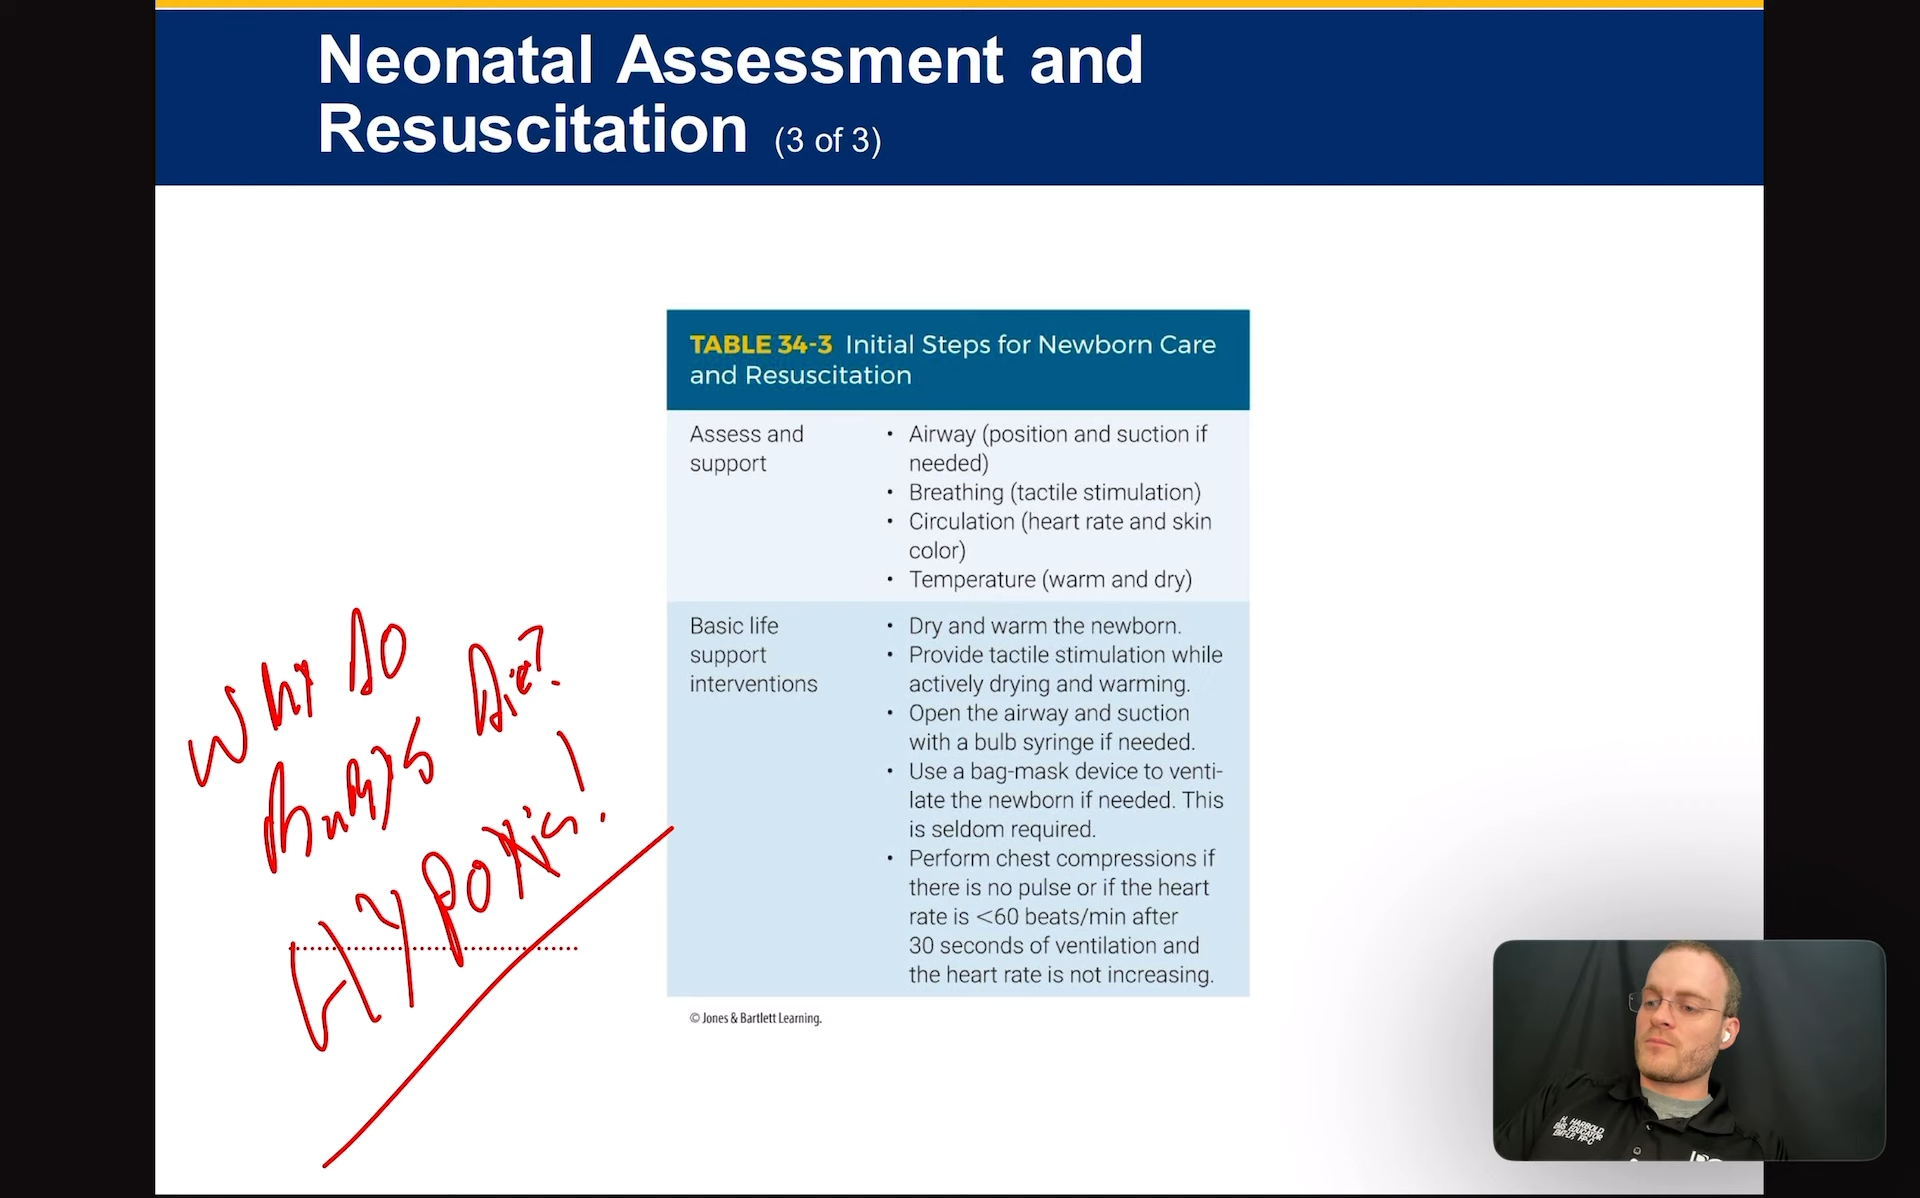 Neonatal Assessment and
Resuscitation (3 of 3)
TABLE 34-3 Initial Steps for Newborn Care
and Resuscitation
Assess and
support
• Airway (position and suction if
needed)
• Breathing (tactile stimulation)
• Circulation (heart rate and skin
color)
• Temperature (warm and dry)
Basic life
support
interventions
• Dry and warm the newborn.
• Provide tactile stimulation while
actively drying and warming.
• Open the airway and suction
with a bulb syringe if needed.
• Use a bag-mask device to venti-
late the newborn if needed. This
is seldom required.
• Perform chest compressions if
there is no pulse or if the heart
rate is <60 beats/min after
30 seconds of ventilation and
the heart rate is not increasing.
© Jones & Bartlett Learning.
Why do
die?
Hypoxia!
H. HARBOLD
EMS EDUCATOR